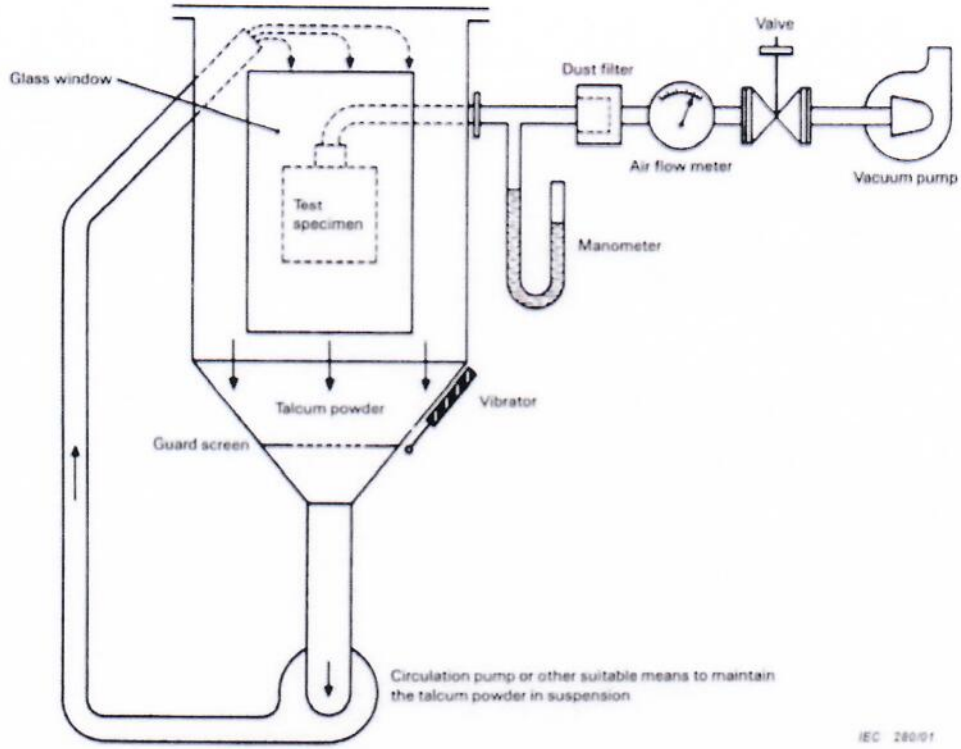 Valve
Glass window
Dust filter
Air flow meter
Vacuum pump
Test
specimen
Manometer
Talcum powder
Vibrator
Guard screen
Circulation pump or other suitable means to maintain
the talcum powder in suspension
IEC 280/01